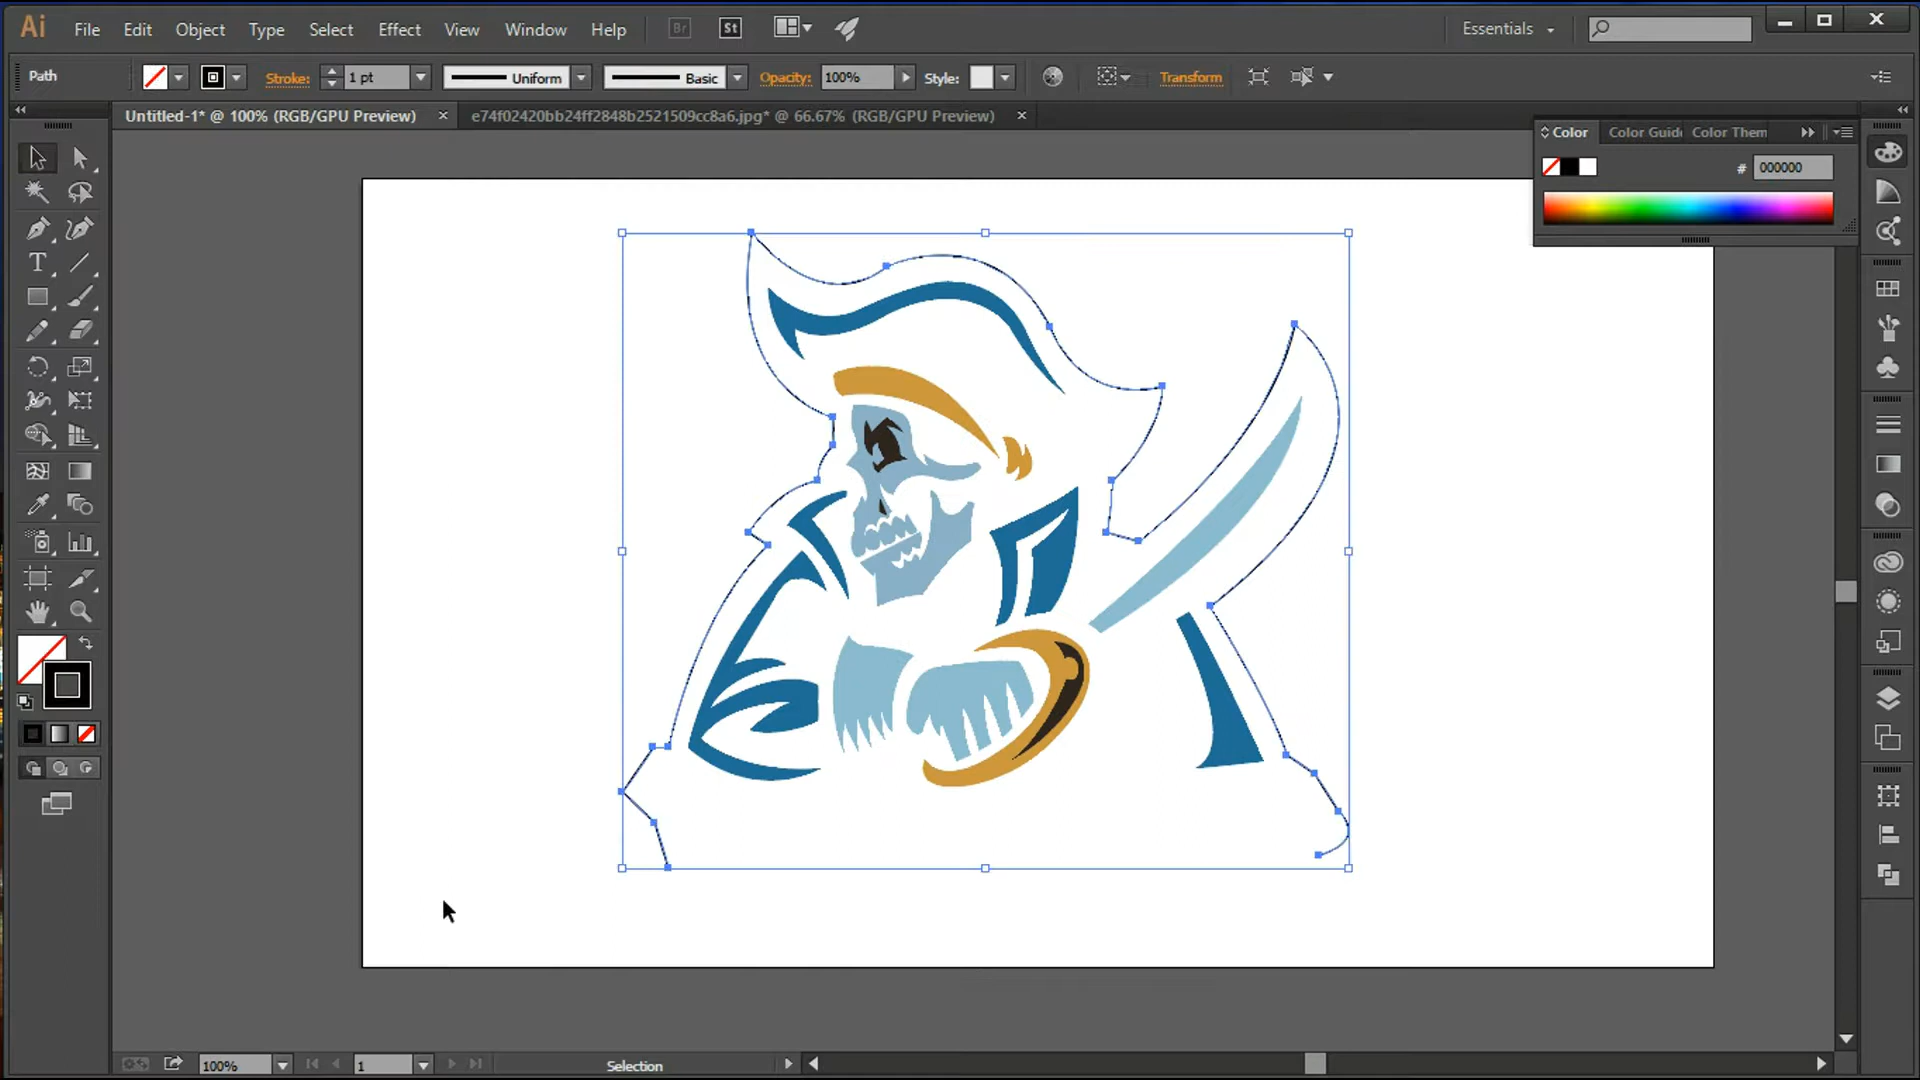 Ai File Edit Object Type Select Effect View Window Help Br St Essentials
Path Stroke: 1 pt Uniform Basic Opacity: 100% Style: Transform
Untitled-1* @ 100% (RGB/GPU Preview) × e74f02420bb24ff2848b2521509cc8a6.jpg* @ 66.67% (RGB/GPU Preview) ×
Color Color Guid Color Them
# 000000
100% 1 Selection